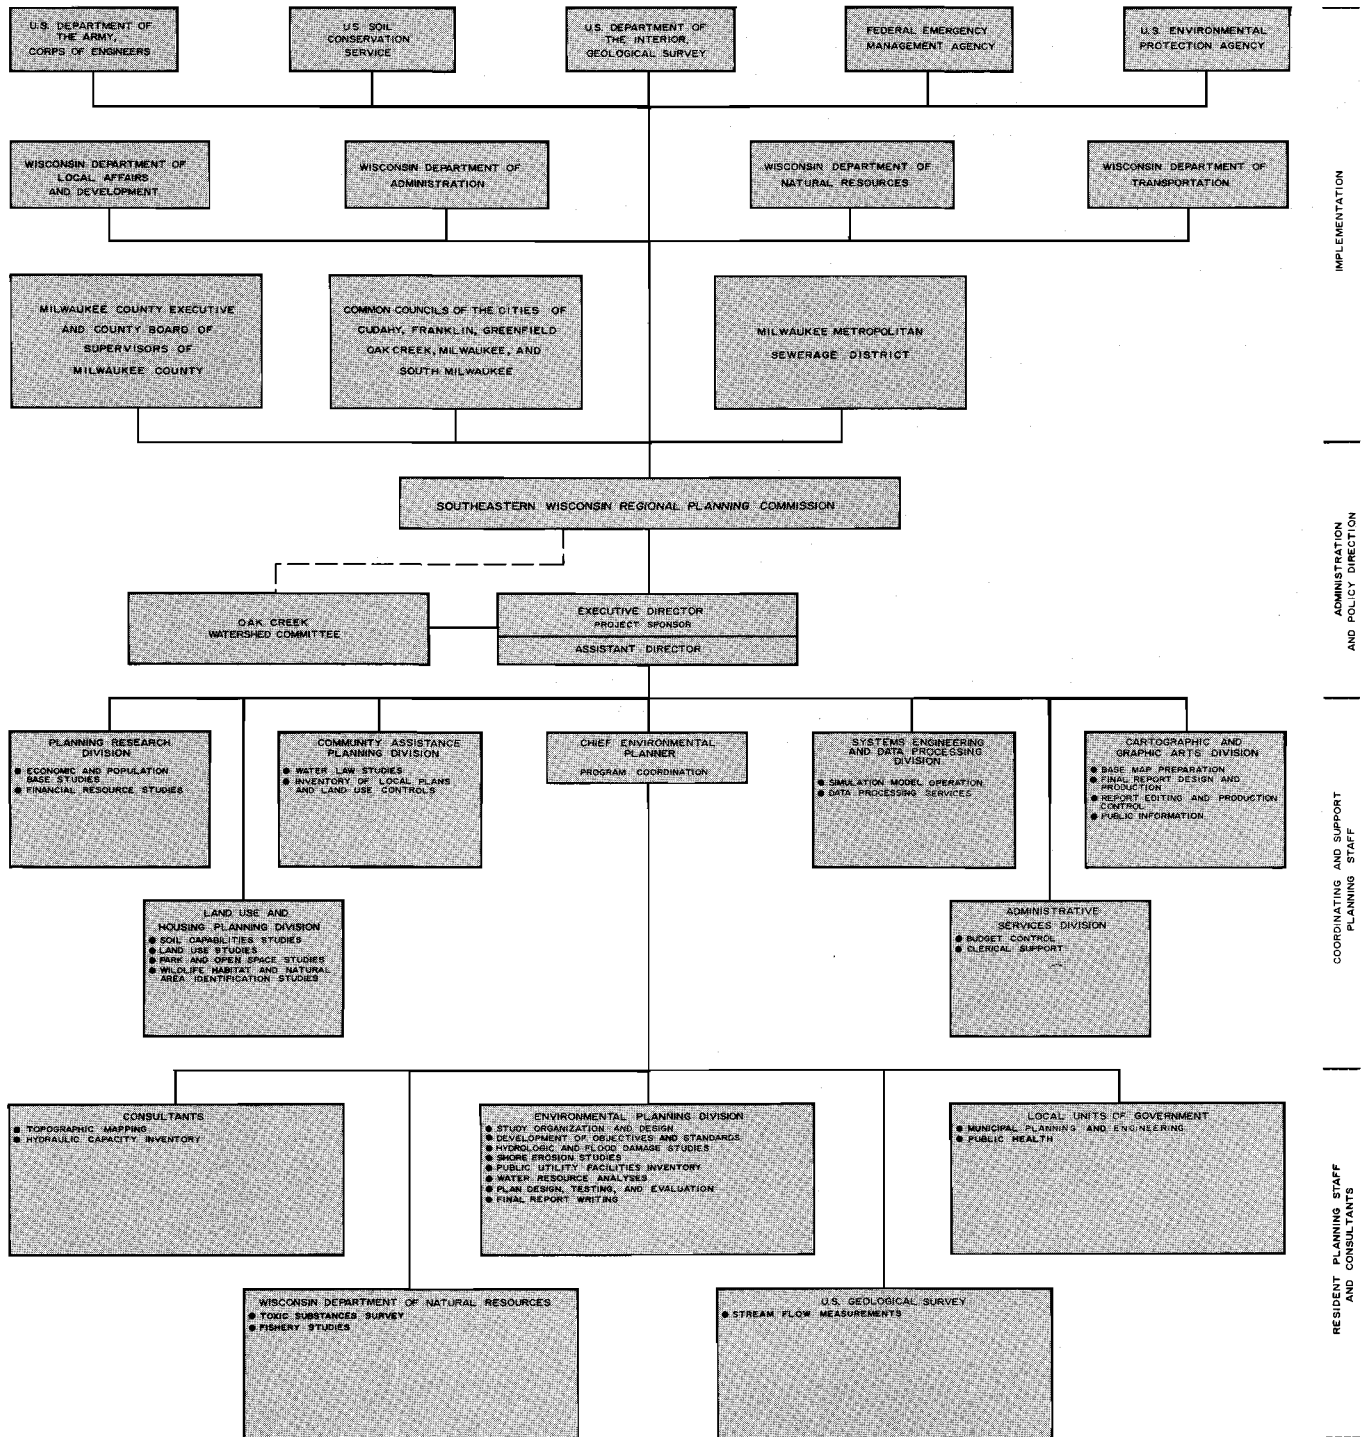 U.S. DEPARTMENT OF
THE ARMY,
CORPS OF ENGINEERS
U.S. SOIL
CONSERVATION
SERVICE
U.S. DEPARTMENT OF
THE INTERIOR
GEOLOGICAL SURVEY
FEDERAL EMERGENCY
MANAGEMENT AGENCY
U.S. ENVIRONMENTAL
PROTECTION AGENCY
WISCONSIN DEPARTMENT OF
LOCAL AFFAIRS
AND DEVELOPMENT
WISCONSIN DEPARTMENT OF
ADMINISTRATION
WISCONSIN DEPARTMENT OF
NATURAL RESOURCES
WISCONSIN DEPARTMENT OF
TRANSPORTATION
IMPLEMENTATION
MILWAUKEE COUNTY EXECUTIVE
AND COUNTY BOARD OF
SUPERVISORS OF
MILWAUKEE COUNTY
COMMON COUNCILS OF THE CITIES OF
CUDAHY, FRANKLIN, GREENFIELD
OAK CREEK, MILWAUKEE, AND
SOUTH MILWAUKEE
MILWAUKEE METROPOLITAN
SEWERAGE DISTRICT
SOUTHEASTERN WISCONSIN REGIONAL PLANNING COMMISSION
OAK CREEK
WATERSHED COMMITTEE
EXECUTIVE DIRECTOR
PROJECT SPONSOR
ASSISTANT DIRECTOR
ADMINISTRATION
AND POLICY DIRECTION
PLANNING RESEARCH
DIVISION
● ECONOMIC AND POPULATION
BASE STUDIES
● FINANCIAL RESOURCE STUDIES
COMMUNITY ASSISTANCE
PLANNING DIVISION
● WATER LAW STUDIES
● INVENTORY OF LOCAL PLANS
AND LAND USE CONTROLS
CHIEF ENVIRONMENTAL
PLANNER
PROGRAM COORDINATION
SYSTEMS ENGINEERING
AND DATA PROCESSING
DIVISION
● SIMULATION MODEL OPERATION
● DATA PROCESSING SERVICES
CARTOGRAPHIC AND
GRAPHIC ARTS DIVISION
● BASE MAP PREPARATION
● FINAL REPORT DESIGN AND
PRODUCTION
● REPORT EDITING AND PRODUCTION
CONTROL
● PUBLIC INFORMATION
LAND USE AND
HOUSING PLANNING DIVISION
● SOIL CAPABILITIES STUDIES
● LAND USE STUDIES
● PARK AND OPEN SPACE STUDIES
● WILDLIFE HABITAT AND NATURAL
AREA IDENTIFICATION STUDIES
ADMINISTRATIVE
SERVICES DIVISION
● BUDGET CONTROL
● CLERICAL SUPPORT
COORDINATING AND SUPPORT
PLANNING STAFF
CONSULTANTS
● TOPOGRAPHIC MAPPING
● HYDRAULIC CAPACITY INVENTORY
ENVIRONMENTAL PLANNING DIVISION
● STUDY ORGANIZATION AND DESIGN
● DEVELOPMENT OF OBJECTIVES AND STANDARDS
● HYDROLOGIC AND FLOOD DAMAGE STUDIES
● SHORE EROSION STUDIES
● PUBLIC UTILITY FACILITIES INVENTORY
● WATER RESOURCE ANALYSES
● PLAN DESIGN, TESTING, AND EVALUATION
● FINAL REPORT WRITING
LOCAL UNITS OF GOVERNMENT
● MUNICIPAL PLANNING AND ENGINEERING
● PUBLIC HEALTH
WISCONSIN DEPARTMENT OF NATURAL RESOURCES
● TOXIC SUBSTANCES SURVEY
● FISHERY STUDIES
U.S. GEOLOGICAL SURVEY
● STREAM FLOW MEASUREMENTS
RESIDENT PLANNING STAFF
AND CONSULTANTS